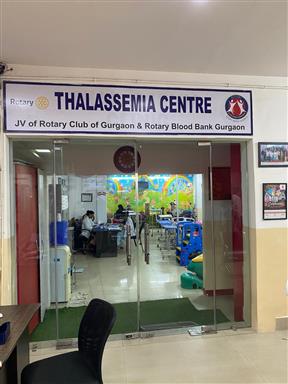 Rotary
THALASSEMIA CENTRE
JV of Rotary Club of Gurgaon & Rotary Blood Bank Gurgaon